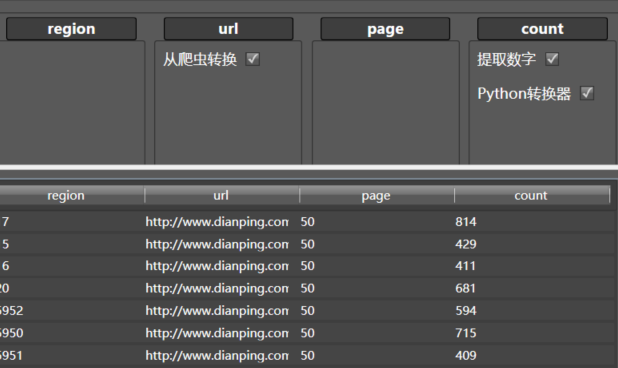 region url page count
从爬虫转换 提取数字
Python转换器
region url page count
7 http://www.dianping.com 50 814
5 http://www.dianping.com 50 429
6 http://www.dianping.com 50 411
20 http://www.dianping.com 50 681
5952 http://www.dianping.com 50 594
5950 http://www.dianping.com 50 715
5951 http://www.dianping.com 50 409